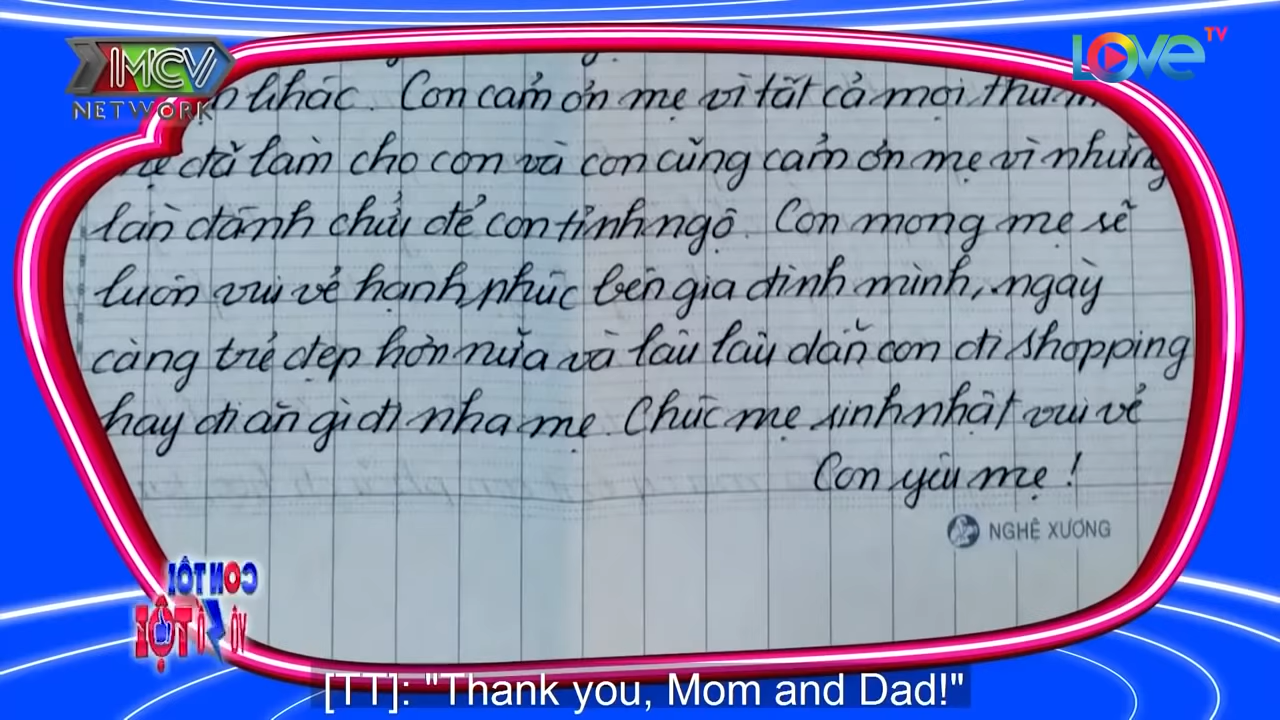 MCV
NETWORK
LOVE TV
khác. Con cảm ơn mẹ vì tất cả mọi thứ
đã làm cho con và con cũng cảm ơn mẹ vì những
lần đánh chửi để con tỉnh ngộ. Con mong mẹ sẽ
luôn vui vẻ hạnh phúc bên gia đình mình, ngày
càng trẻ đẹp hơn nữa và lâu lâu dẫn con đi shopping
hay đi ăn gì đi nha mẹ. Chúc mẹ sinh nhật vui vẻ
Con yêu mẹ!
NGHỆ XƯƠNG
CON TÔI
VÔ TỘI
[TT]: "Thank you, Mom and Dad!"